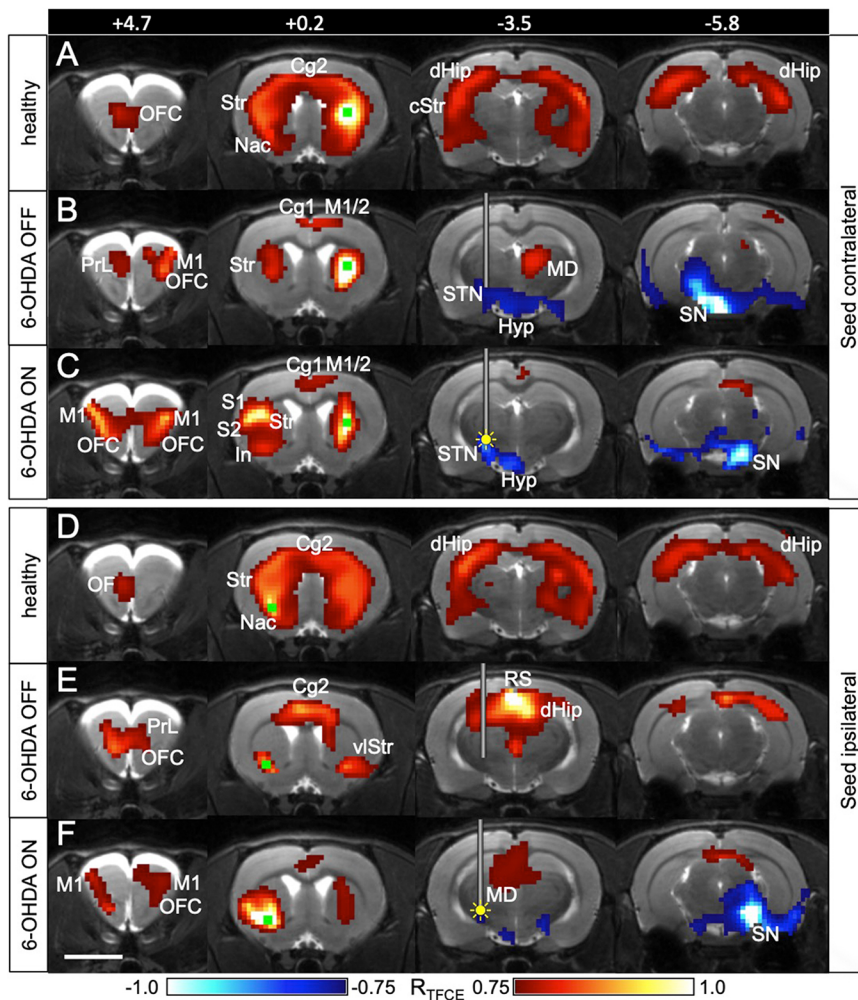 +4.7 +0.2 -3.5 -5.8
healthy
A
OFC
Cg2
Str
Nac
dHip
cStr
dHip
6-OHDA OFF
B
PrL
M1
OFC
Cg1 M1/2
Str
STN
Hyp
MD
SN
6-OHDA ON
C
M1
OFC
M1
OFC
Cg1 M1/2
S1
S2
Str
In
STN
Hyp
SN
Seed contralateral
healthy
D
OF
Cg2
Str
Nac
dHip
dHip
6-OHDA OFF
E
PrL
OFC
Cg2
vlStr
RS
dHip
6-OHDA ON
F
M1
M1
OFC
MD
SN
Seed ipsilateral
-1.0 -0.75 RTFCE 0.75 1.0